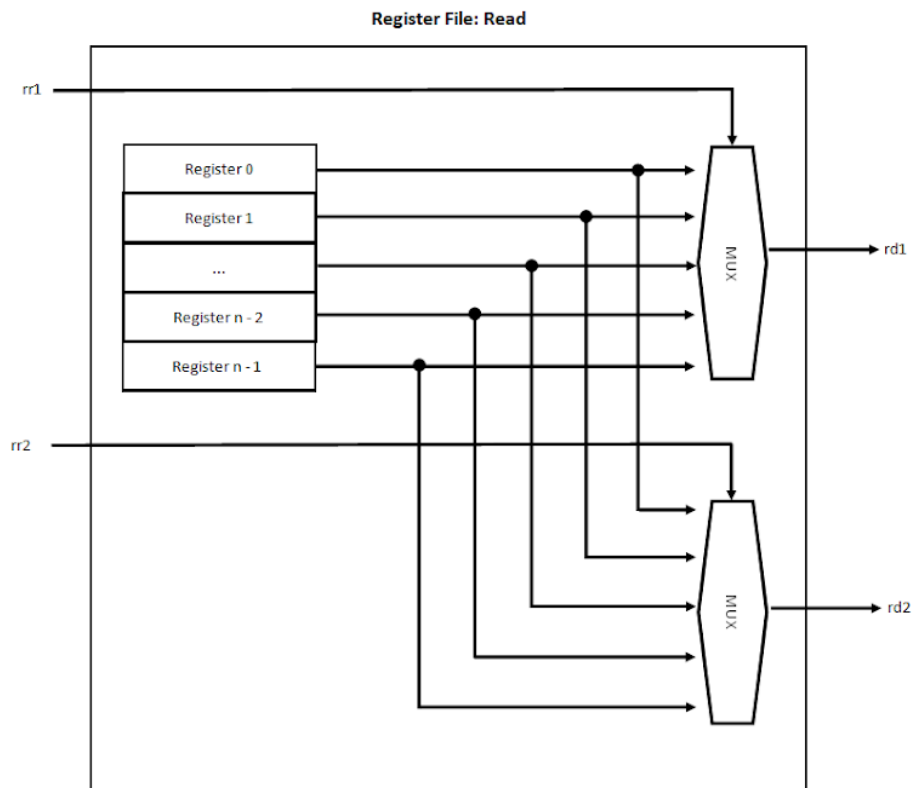 Register File: Read
rr1
Register 0
Register 1
...
Register n - 2
Register n - 1
MUX
rd1
rr2
MUX
rd2